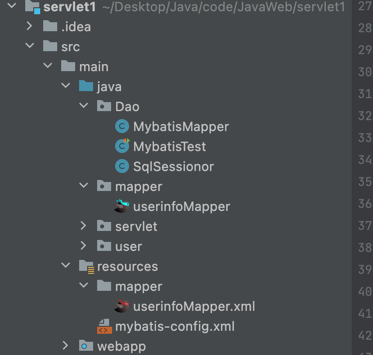 servlet1 ~/Desktop/Java/code/JavaWeb/servlet1
.idea
src
main
java
Dao
MybatisMapper
MybatisTest
SqlSessionor
mapper
userinfoMapper
servlet
user
resources
mapper
userinfoMapper.xml
mybatis-config.xml
webapp
27
28
29
30
31
32
33
34
35
36
37
38
39
40
41
42